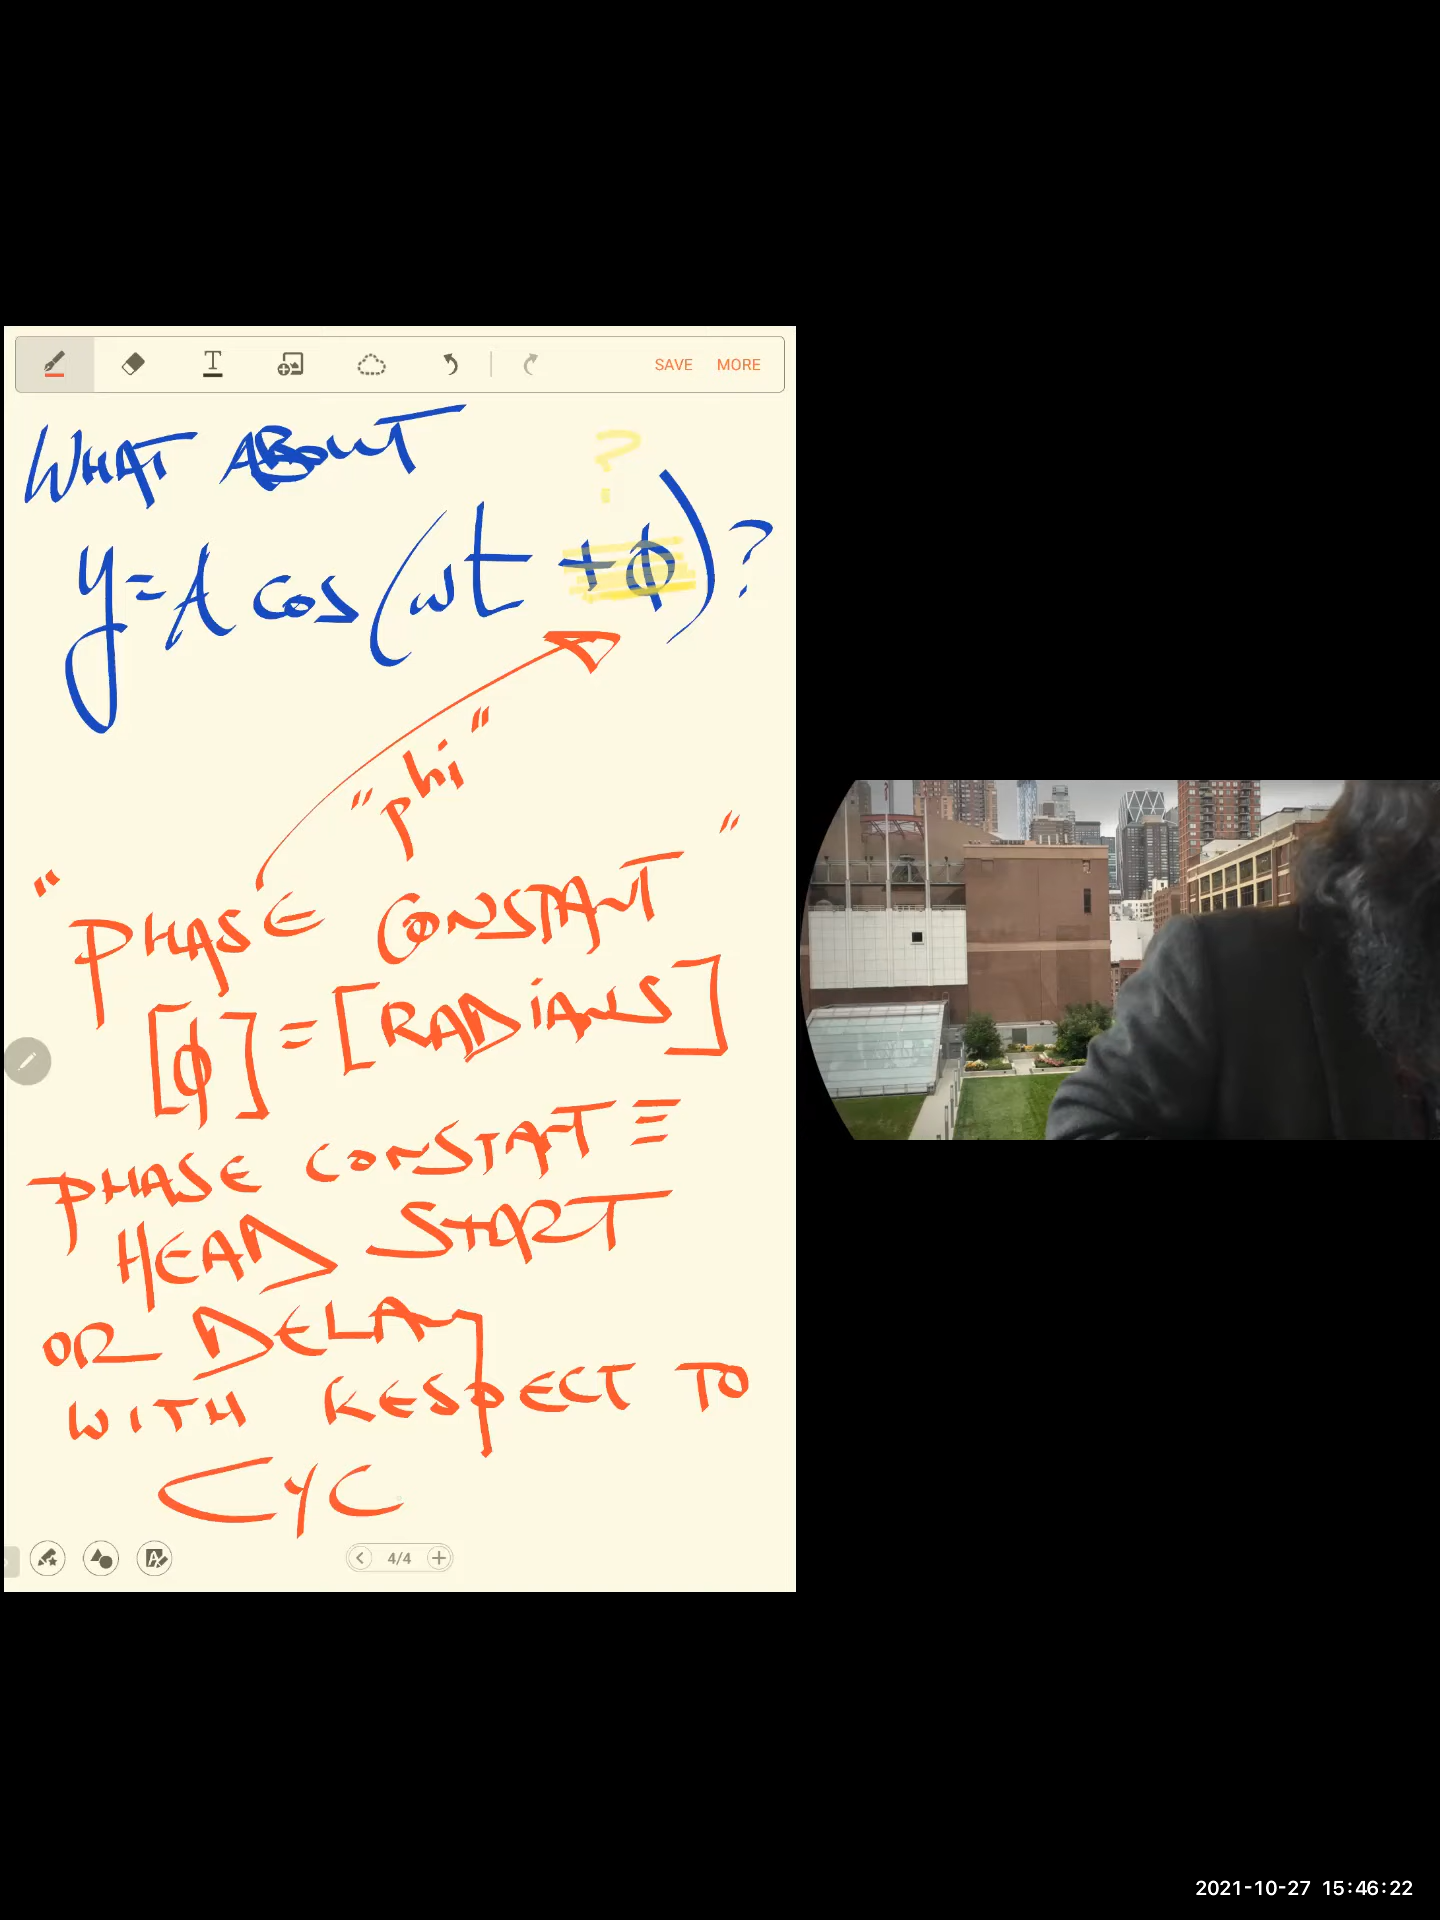 SAVE MORE
WHAT ABOUT
?
y = A cos(ωt + ϕ)?
"phi"
"PHASE CONSTANT"
[ϕ] = [RADIANS]
PHASE CONSTANT ≡
HEAD START
OR DELAY
WITH RESPECT TO
CYC
4/4
2021-10-27 15:46:22